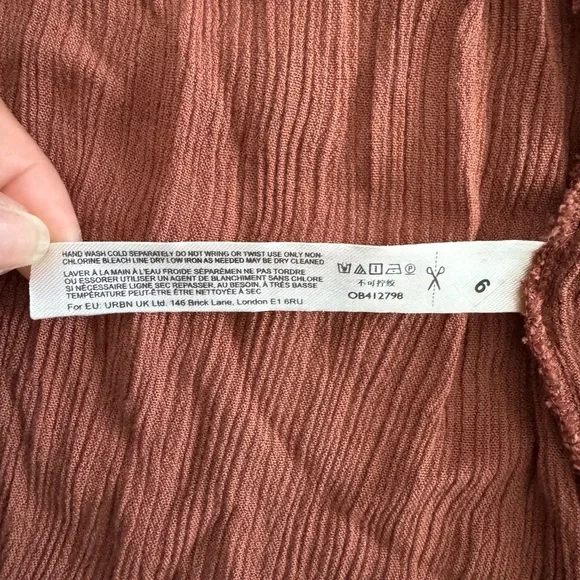 HAND WASH COLD SEPARATELY DO NOT WRING OR TWIST USE ONLY NON-
CHLORINE BLEACH LINE DRY LOW IRON AS NEEDED MAY BE DRY CLEANED
LAVER À LA MAIN À L'EAU FROIDE SÉPARÉMEN NE PAS TORDRE
OU ESSORER UTILISER UN AGENT DE BLANCHIMENT SANS CHLORE
SI NÉCESSAIRE LIGNE SEC REPASSER, AU BESOIN, À TRÈS BASSE
TEMPÉRATURE PEUT-ÊTRE ÊTRE NETTOYÉE À SEC
For EU: URBN UK Ltd. 146 Brick Lane, London E1 6RU
不可拧绞
OB412798
6